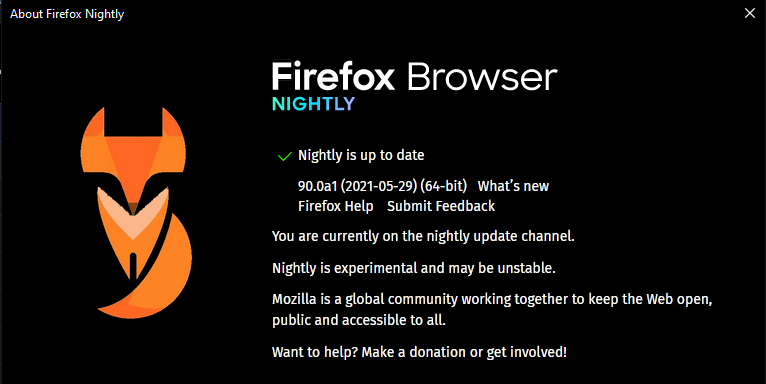 About Firefox Nightly
Firefox Browser
NIGHTLY
Nightly is up to date
90.0a1 (2021-05-29) (64-bit) What's new
Firefox Help Submit Feedback
You are currently on the nightly update channel.
Nightly is experimental and may be unstable.
Mozilla is a global community working together to keep the Web open,
public and accessible to all.
Want to help? Make a donation or get involved!